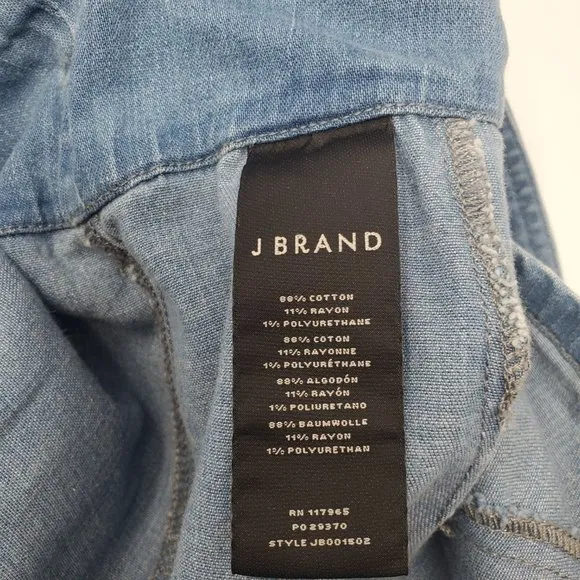 J BRAND
88% COTTON
11% RAYON
1% POLYURETHANE
88% COTON
11% RAYONNE
1% POLYURÉTHANE
88% ALGODÓN
11% RAYÓN
1% POLIURETANO
88% BAUMWOLLE
11% RAYON
1% POLYURETHAN
RN 117965
PO 29370
STYLE JB001502